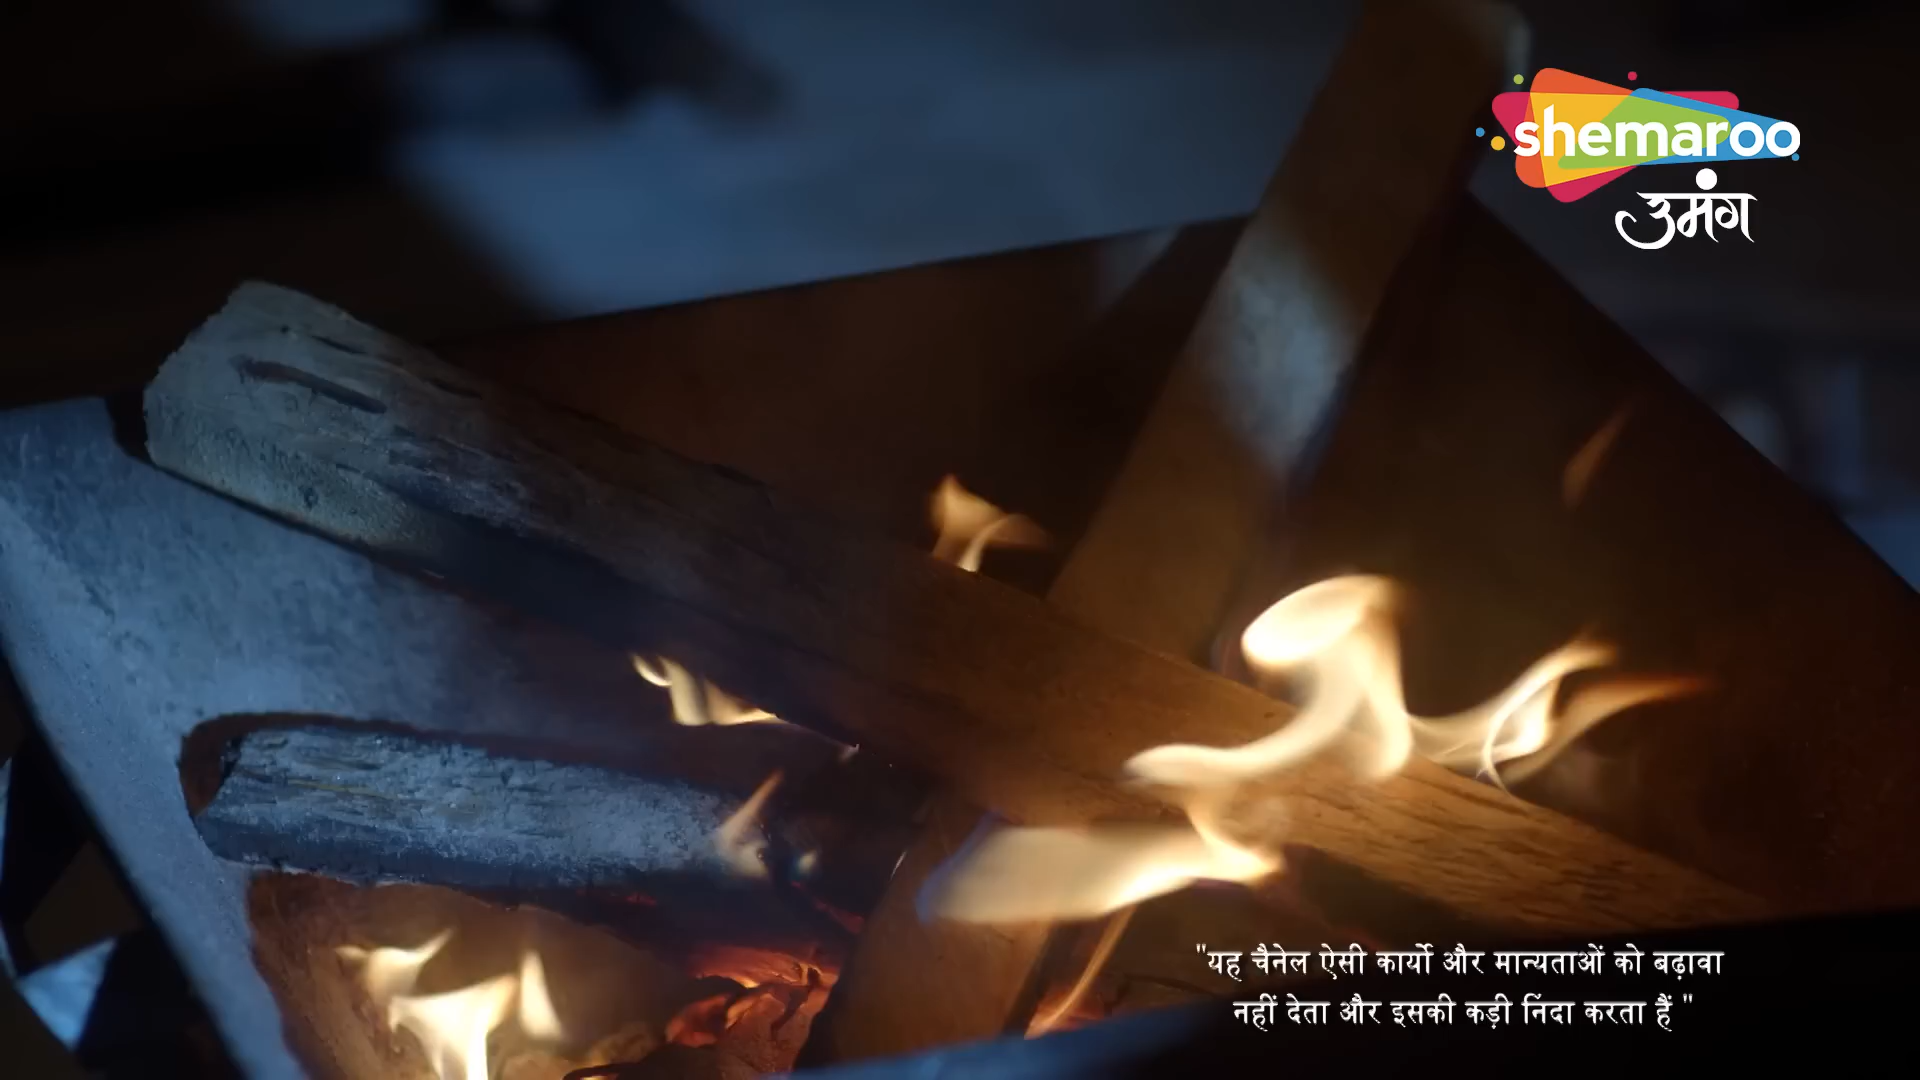 shemaroo
उमंग
"यह चैनेल ऐसी कार्यो और मान्यताओं को बढ़ावा
नहीं देता और इसकी कड़ी निंदा करता हैं "